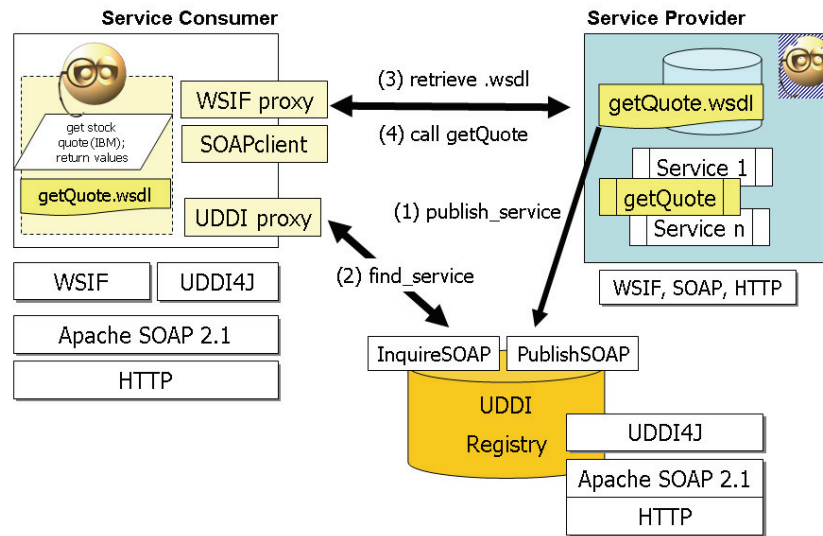 Service Consumer
get stock
quote(IBM);
return values
getQuote.wsdl
WSIF proxy
SOAPclient
UDDI proxy
WSIF
UDDI4J
Apache SOAP 2.1
HTTP
(3) retrieve .wsdl
(4) call getQuote
(1) publish_service
(2) find_service
Service Provider
getQuote.wsdl
Service 1
getQuote
Service n
WSIF, SOAP, HTTP
InquireSOAP
PublishSOAP
UDDI
Registry
UDDI4J
Apache SOAP 2.1
HTTP